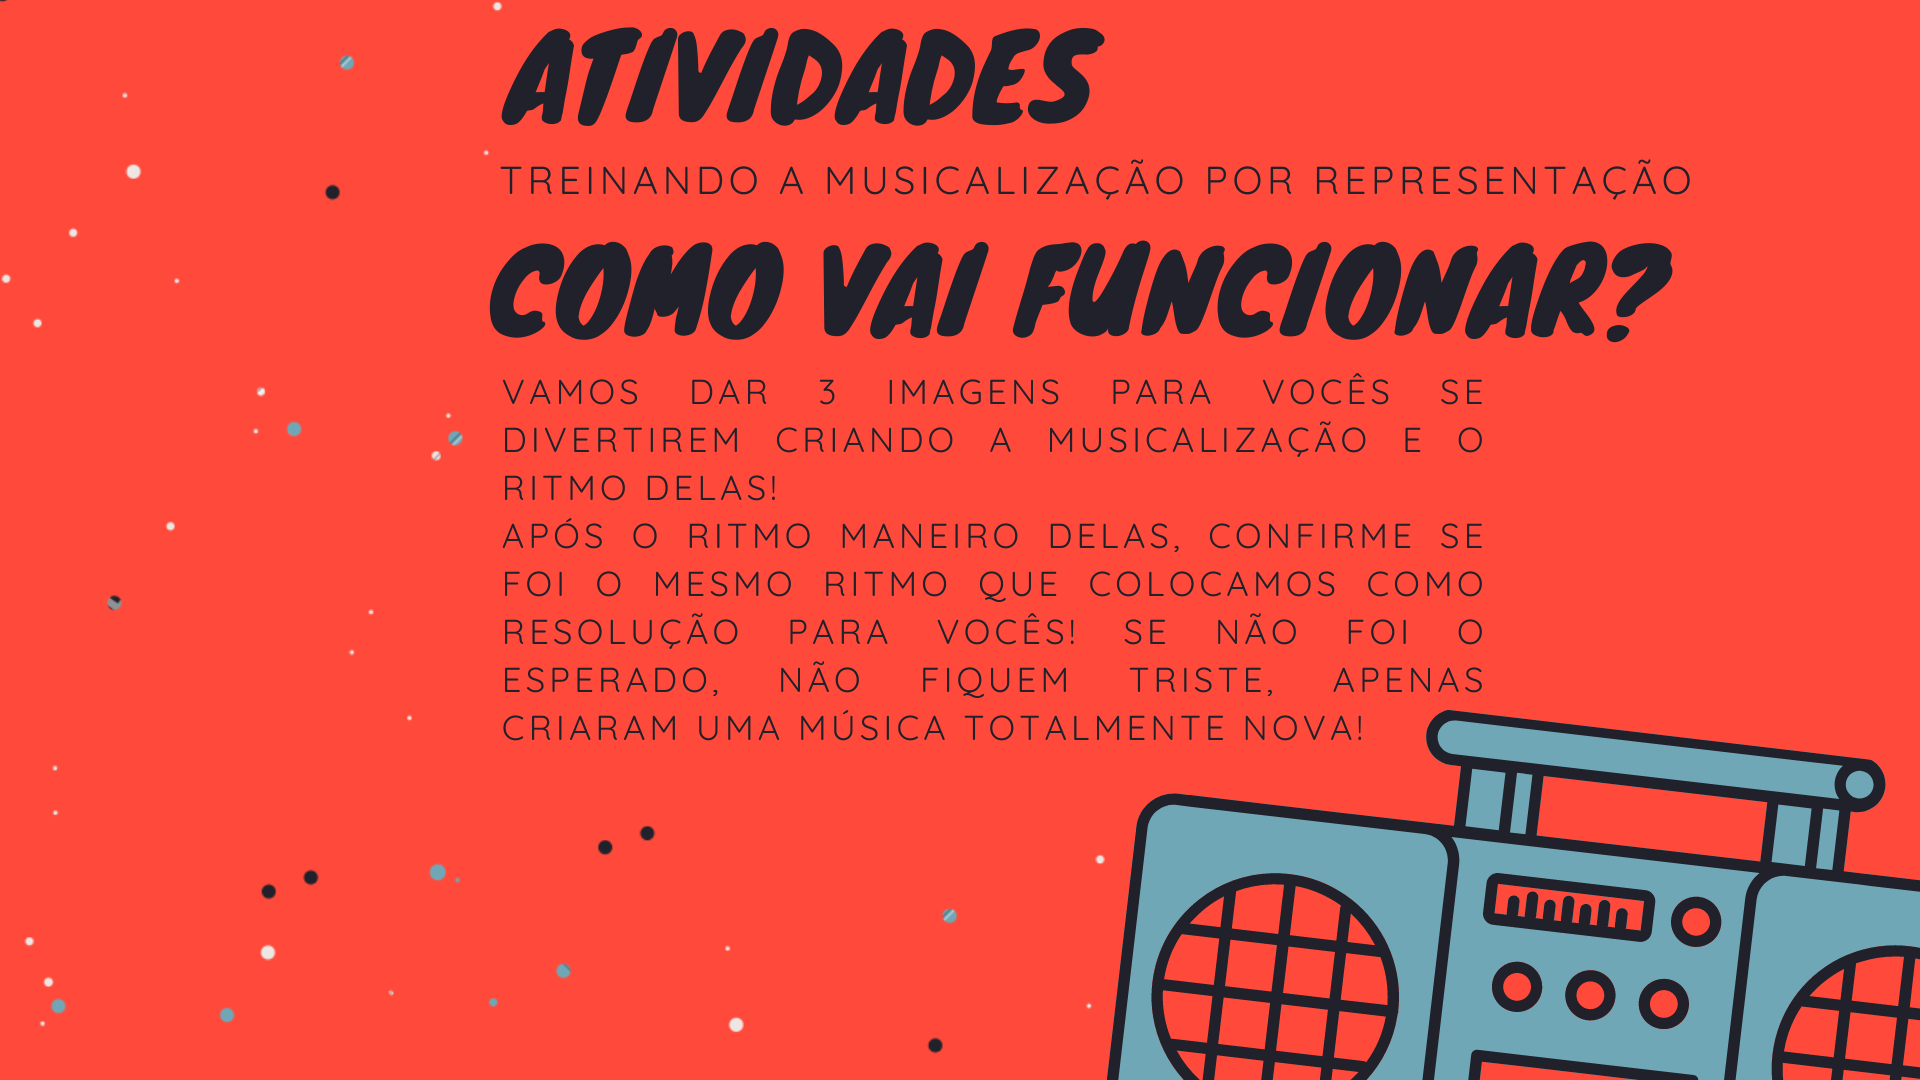 ATIVIDADES
TREINANDO A MUSICALIZAÇÃO POR REPRESENTAÇÃO
COMO VAI FUNCIONAR?
VAMOS DAR 3 IMAGENS PARA VOCÊS SE
DIVERTIREM CRIANDO A MUSICALIZAÇÃO E O
RITMO DELAS!
APÓS O RITMO MANEIRO DELAS, CONFIRME SE
FOI O MESMO RITMO QUE COLOCAMOS COMO
RESOLUÇÃO PARA VOCÊS! SE NÃO FOI O
ESPERADO, NÃO FIQUEM TRISTE, APENAS
CRIARAM UMA MÚSICA TOTALMENTE NOVA!